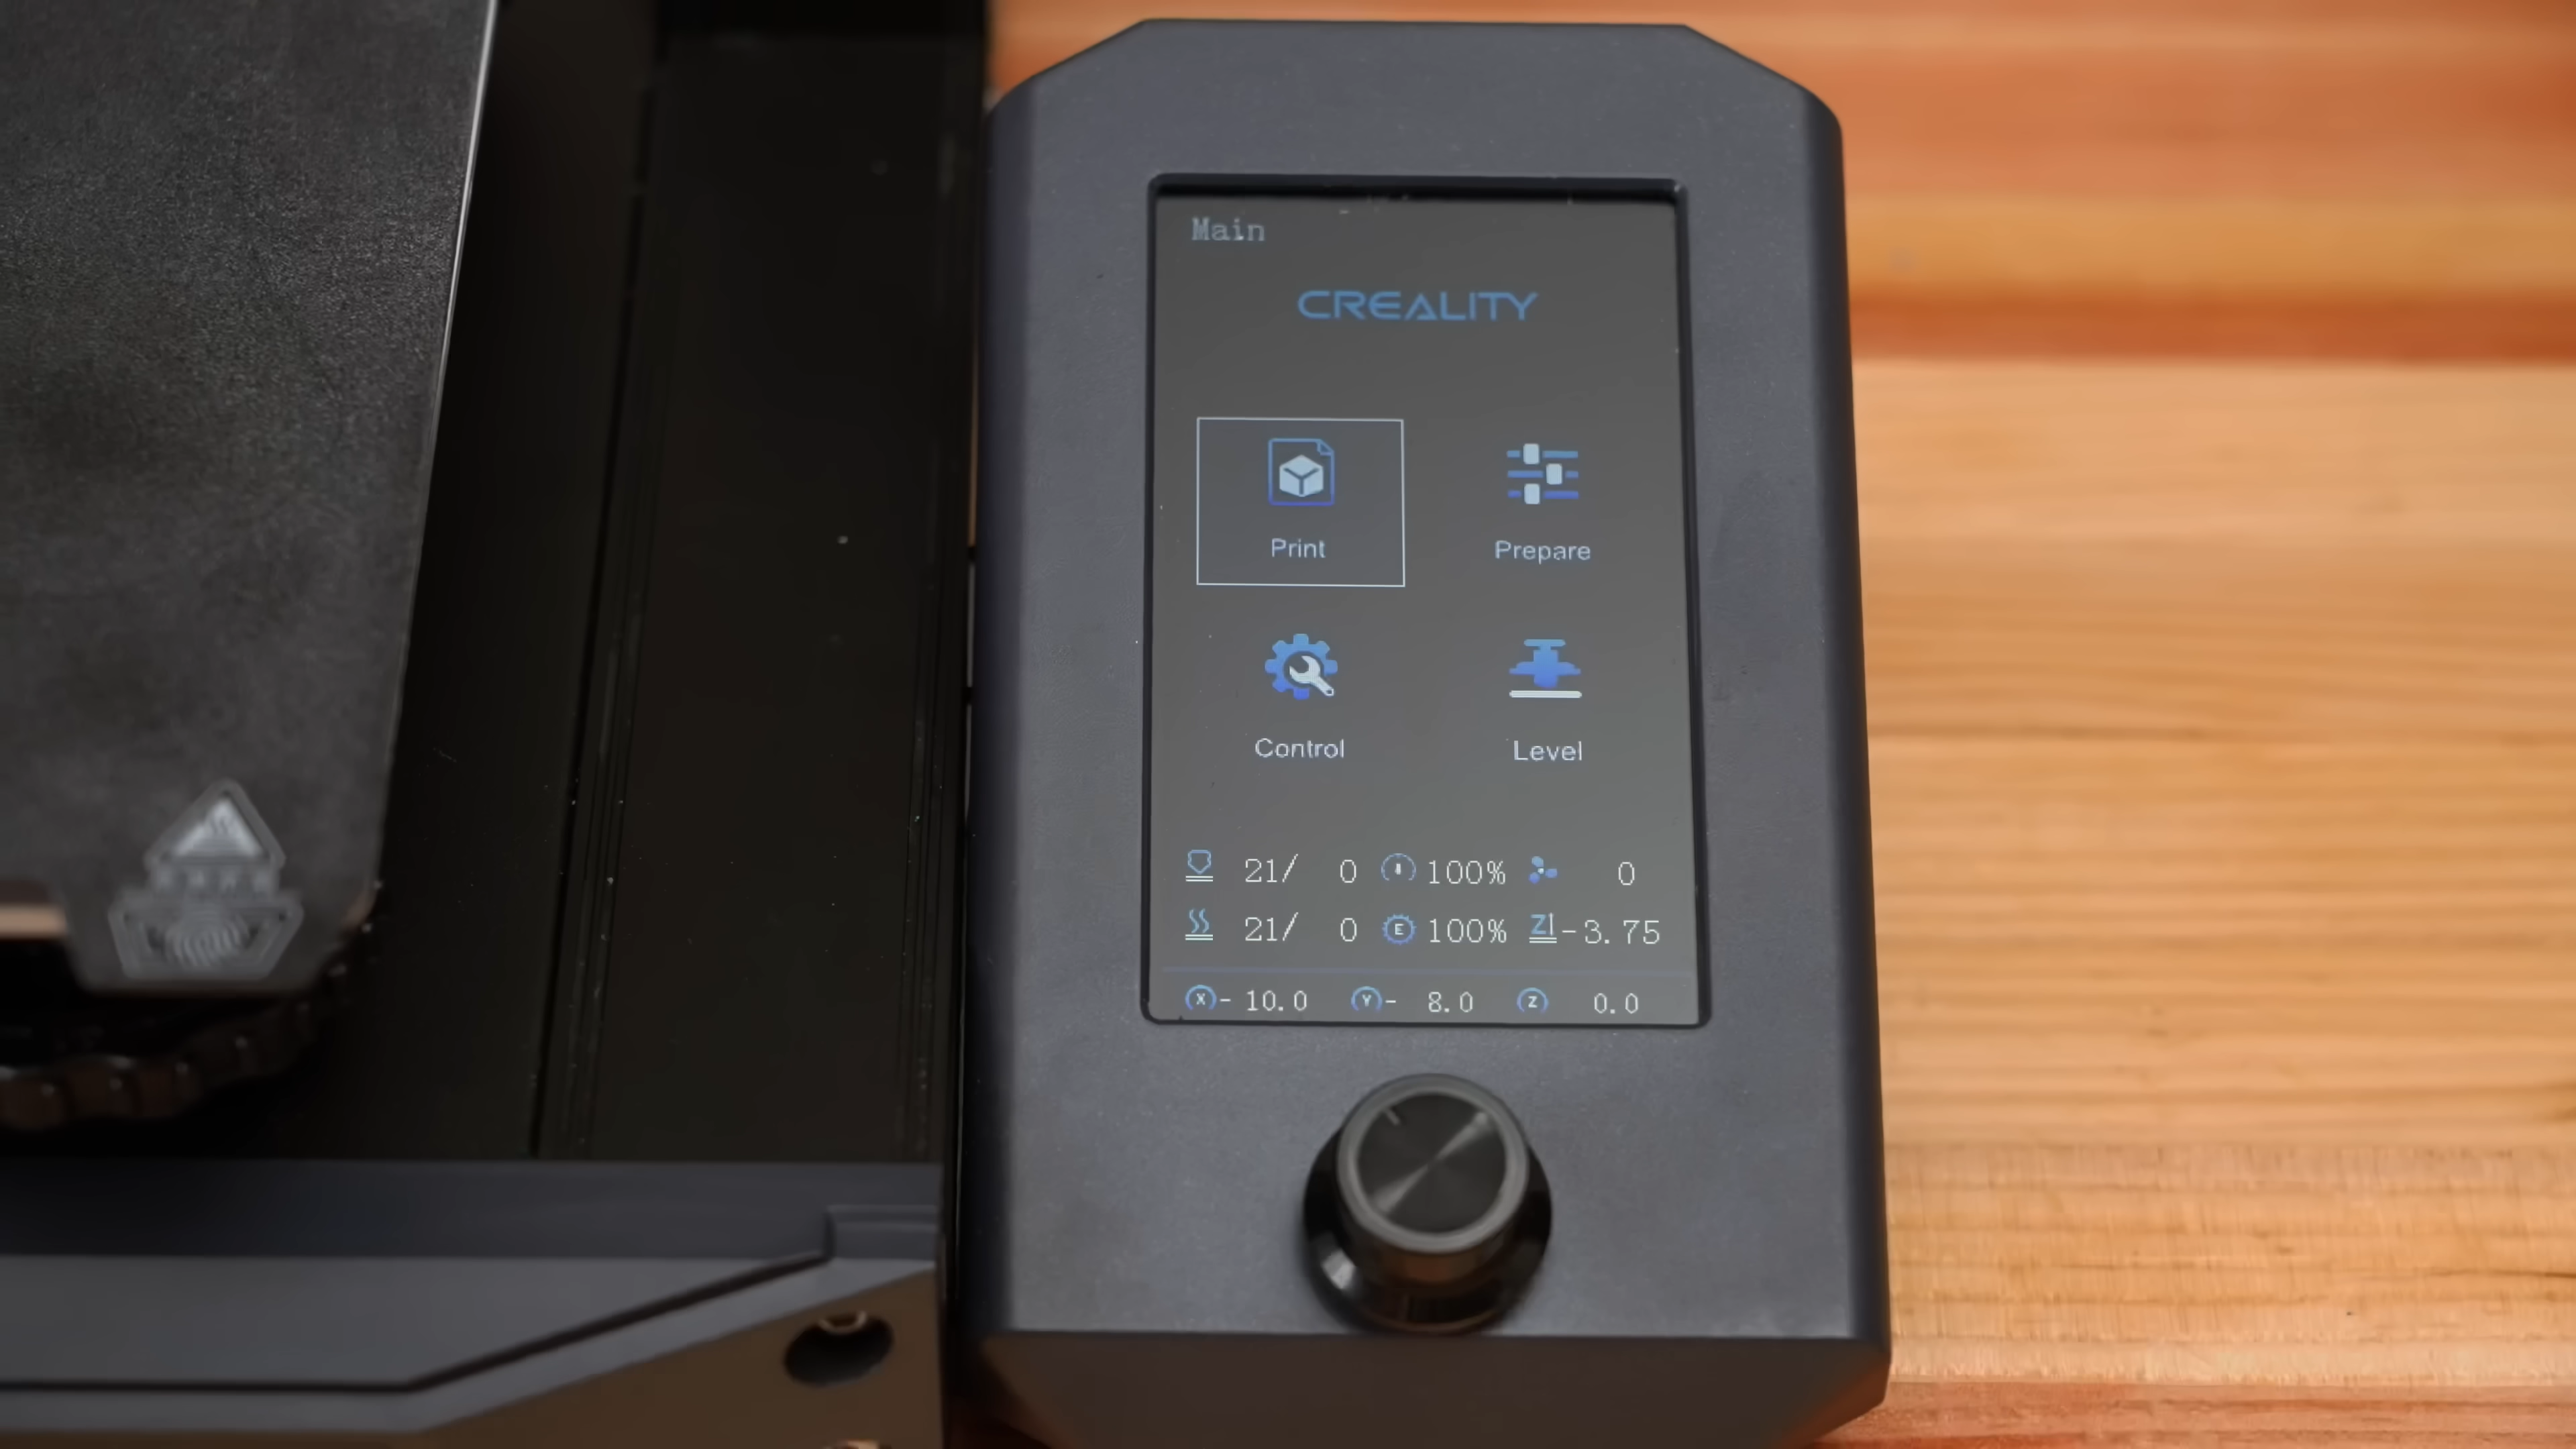 Main
CREALITY
Print Prepare
Control Level
21/ 0 100% 0
21/ 0 E 100% Z -3.75
X - 10.0 Y - 8.0 Z 0.0